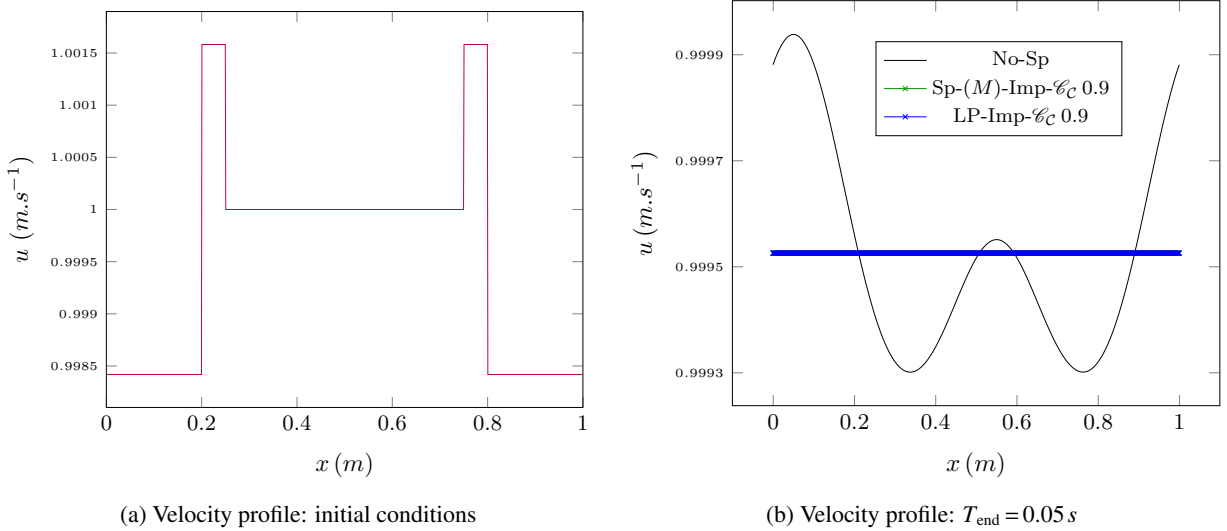 1.0015
1.001
1.0005
1
0.9995
0.999
0.9985
u (m.s⁻¹)
0 0.2 0.4 0.6 0.8 1
x (m)
(a) Velocity profile: initial conditions
0.9999
0.9997
0.9995
0.9993
u (m.s⁻¹)
No-Sp
Sp-(M)-Imp-𝒞_𝒞 0.9
LP-Imp-𝒞_𝒞 0.9
0 0.2 0.4 0.6 0.8 1
x (m)
(b) Velocity profile: T_end = 0.05 s